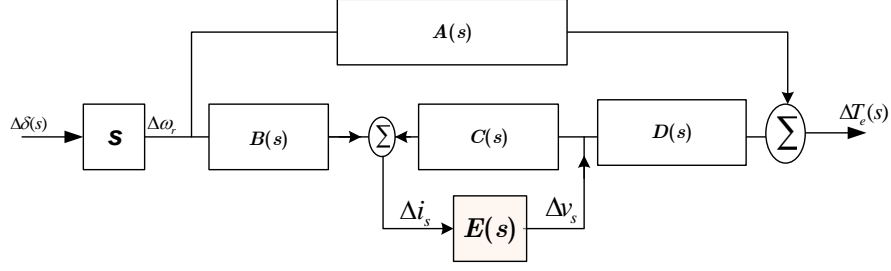 A(s)
Δδ(s)
s
Δω_r
B(s)
Σ
C(s)
D(s)
Σ
ΔT_e(s)
Δi_s
E(s)
Δv_s